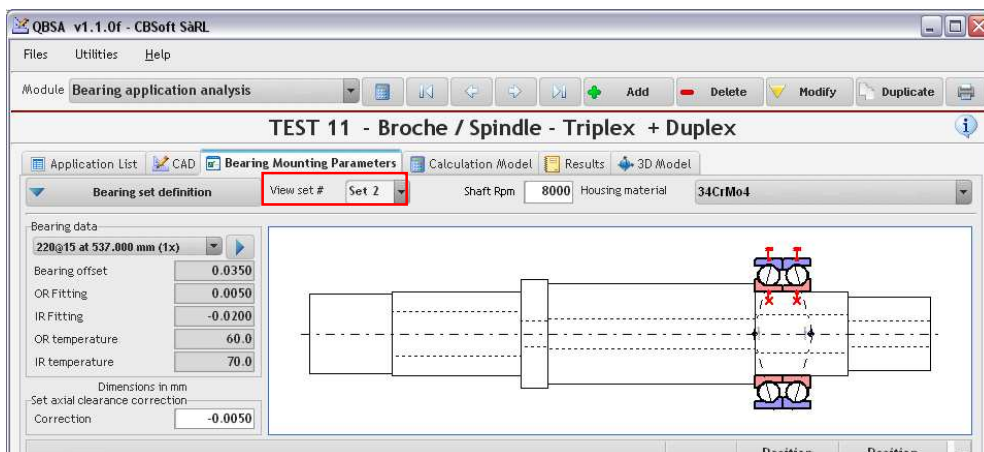 QBSA v1.1.0f - CBSoft SàRL
Files Utilities Help
Module Bearing application analysis Add Delete Modify Duplicate
TEST 11 - Broche / Spindle - Triplex + Duplex
Application List CAD Bearing Mounting Parameters Calculation Model Results 3D Model
Bearing set definition View set # Set 2 Shaft Rpm 8000 Housing material 34CrMo4
Bearing data
220@15 at 537.000 mm (1x)
Bearing offset 0.0350
OR Fitting 0.0050
IR Fitting -0.0200
OR temperature 60.0
IR temperature 70.0
Dimensions in mm
Set axial clearance correction
Correction -0.0050